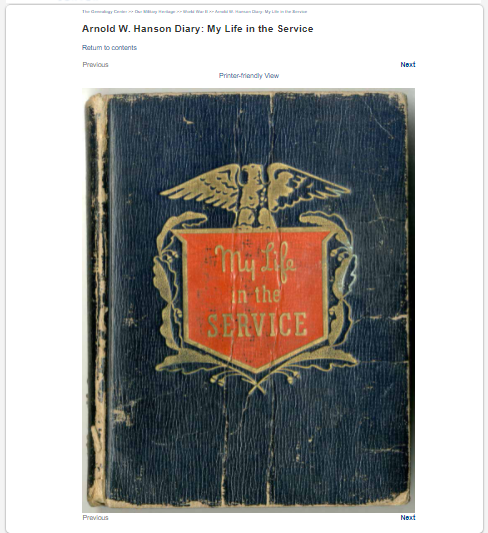 The Genealogy Center >> Our Military Heritage >> World War II >> Arnold W. Hanson Diary: My Life in the Service
Arnold W. Hanson Diary: My Life in the Service
Return to contents
Previous Next
Printer-friendly View
My Life
in the
SERVICE
Previous Next